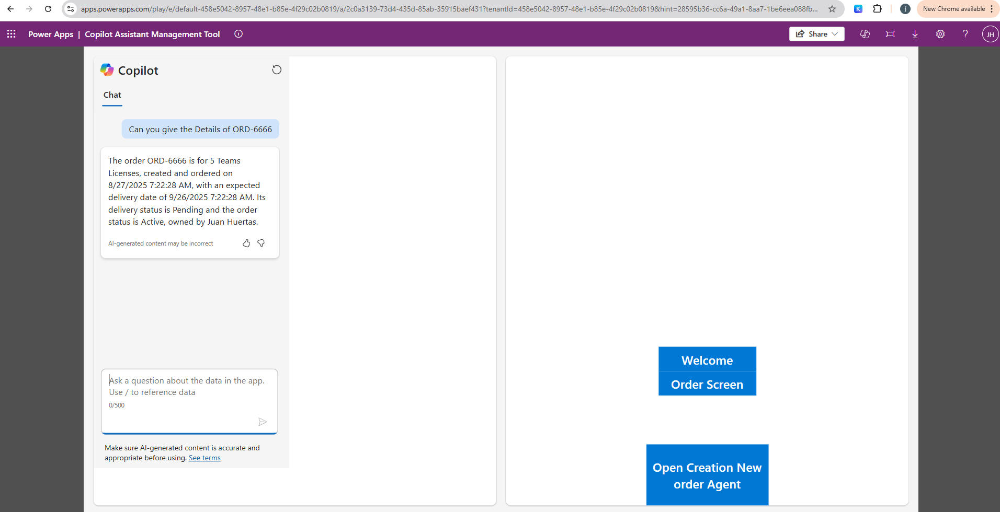 apps.powerapps.com/play/e/default-458e5042-8957-48e1-b85e-4f29c02b0819/a/2c0a3139-73d4-435d-85ab-35915baef431?tenantId=458e5042-8957-48e1-b85e-4f29c02b0819&hint=28595b36-cc6a-49a1-8aa7-1be6eea088fb...
K
j
New Chrome available
Power Apps | Copilot Assistant Management Tool
Share
JH
Copilot
Chat
Can you give the Details of ORD-6666
The order ORD-6666 is for 5 Teams
Licenses, created and ordered on
8/27/2025 7:22:28 AM, with an expected
delivery date of 9/26/2025 7:22:28 AM. Its
delivery status is Pending and the order
status is Active, owned by Juan Huertas.
AI-generated content may be incorrect
Ask a question about the data in the app.
Use / to reference data
0/500
Make sure AI-generated content is accurate and
appropriate before using. See terms
Welcome
Order Screen
Open Creation New
order Agent